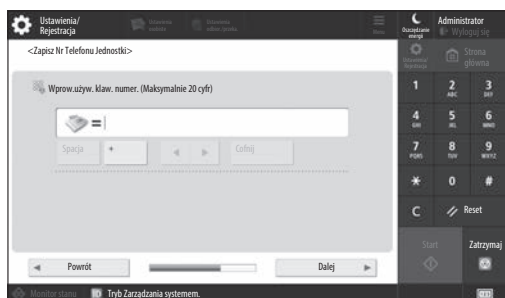 Ustawienia/
Rejestracja
Menu
Oszczędzanie
energii
Administrator
Wyloguj się
<Zapisz Nr Telefonu Jednostki>
Strona
główna
Wprow.używ. klaw. numer. (Maksymalnie 20 cyfr)
=
Spacja
+
Cofnij
1
2 ABC
3 DEF
4 GHI
5 JKL
6 MNO
7 PQRS
8 TUV
9 WXYZ
*
0
#
C
Reset
Start
Zatrzymaj
Powrót
Dalej
Monitor stanu
Tryb Zarządzania systemem.